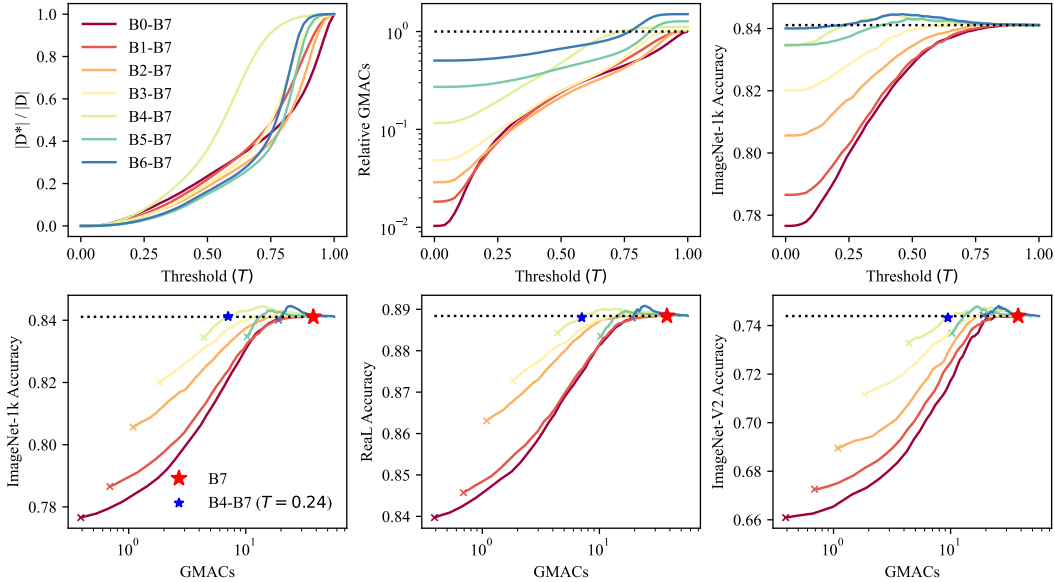 1.0
0.8
0.6
0.4
0.2
0.0
|D*| / |D|
B0-B7
B1-B7
B2-B7
B3-B7
B4-B7
B5-B7
B6-B7
0.00 0.25 0.50 0.75 1.00
Threshold (T)
10⁰
10⁻¹
10⁻²
Relative GMACs
0.00 0.25 0.50 0.75 1.00
Threshold (T)
0.84
0.82
0.80
0.78
ImageNet-1k Accuracy
0.00 0.25 0.50 0.75 1.00
Threshold (T)
0.84
0.82
0.80
0.78
ImageNet-1k Accuracy
B7
B4-B7 (T = 0.24)
10⁰ 10¹
GMACs
0.89
0.88
0.87
0.86
0.85
0.84
ReaL Accuracy
10⁰ 10¹
GMACs
0.74
0.72
0.70
0.68
0.66
ImageNet-V2 Accuracy
10⁰ 10¹
GMACs